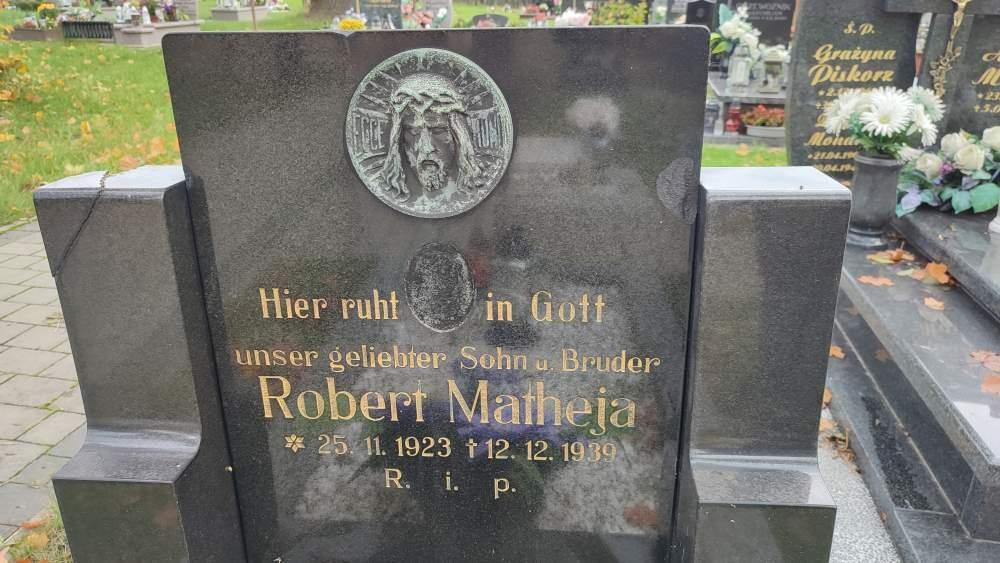 ECCE HOMO
Hier ruht in Gott
unser geliebter Sohn u. Bruder
Robert Matheja
* 25. 11. 1923 † 12. 12. 1939
R. i. p.
Ś. P.
Grażyna
Piskorz